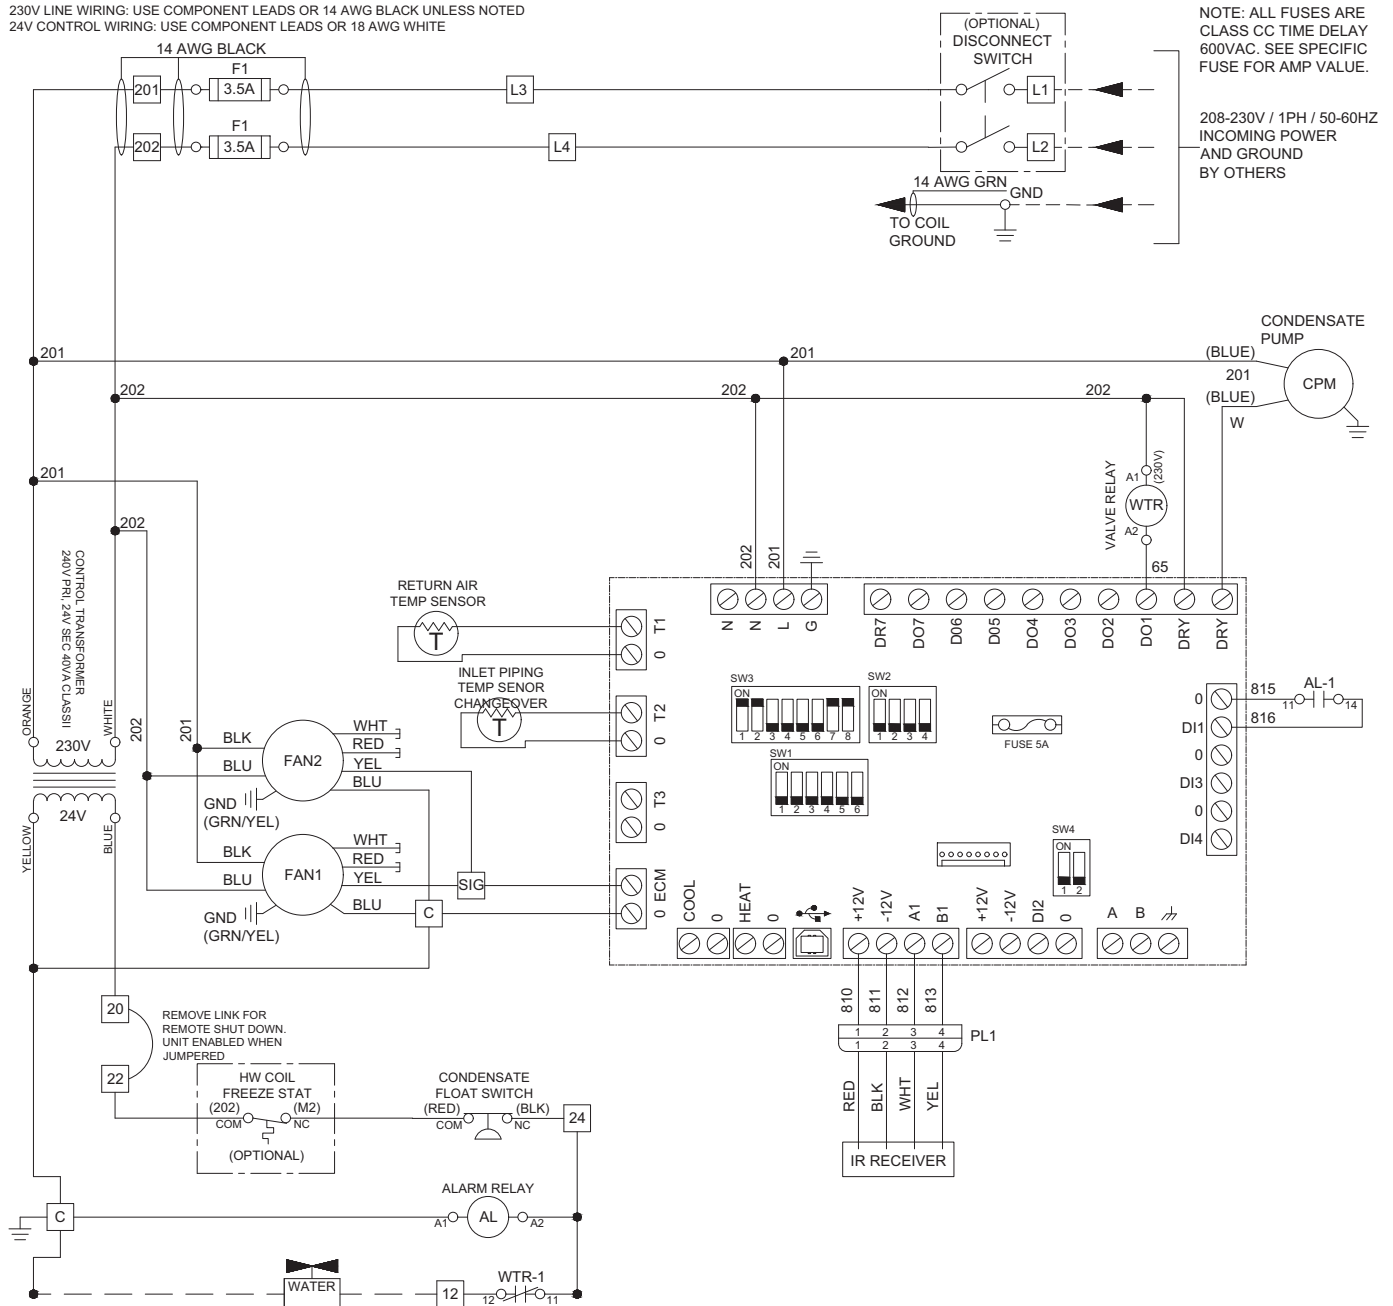 230V LINE WIRING: USE COMPONENT LEADS OR 14 AWG BLACK UNLESS NOTED
24V CONTROL WIRING: USE COMPONENT LEADS OR 18 AWG WHITE
14 AWG BLACK
201
F1
3.5A
L3
202
F1
3.5A
L4
(OPTIONAL)
DISCONNECT
SWITCH
L1
L2
14 AWG GRN
GND
TO COIL
GROUND
NOTE: ALL FUSES ARE
CLASS CC TIME DELAY
600VAC. SEE SPECIFIC
FUSE FOR AMP VALUE.
208-230V / 1PH / 50-60HZ
INCOMING POWER
AND GROUND
BY OTHERS
CONDENSATE
PUMP
201
201
(BLUE)
201
CPM
202
202
202
(BLUE)
W
201
202
VALVE RELAY
A1
(230V)
WTR
A2
65
202
201
CONTROL TRANSFORMER
240V PRI, 24V SEC 40VA CLASSII
ORANGE
WHITE
230V
24V
YELLOW
BLUE
202
201
RETURN AIR
TEMP SENSOR
T
INLET PIPING
TEMP SENOR
CHANGEOVER
T
T1
0
T2
0
T3
0
ECM
0
N
N
L
G
DR7
DO7
D06
D05
DO4
DO3
DO2
DO1
DRY
DRY
SW3
ON
1 2 3 4 5 6 7 8
SW2
ON
1 2 3 4
SW1
ON
1 2 3 4 5 6
FUSE 5A
SW4
ON
1 2
0
DI1
0
DI3
0
DI4
815
816
AL-1
11
14
BLK
BLU
GND
(GRN/YEL)
FAN2
WHT
RED
YEL
BLU
BLK
BLU
GND
(GRN/YEL)
FAN1
WHT
RED
YEL
BLU
SIG
C
COOL
0
HEAT
0
+12V
-12V
A1
B1
+12V
-12V
DI2
0
A
B
810
811
812
813
1 2 3 4
1 2 3 4
PL1
RED
BLK
WHT
YEL
IR RECEIVER
20
22
REMOVE LINK FOR
REMOTE SHUT DOWN.
UNIT ENABLED WHEN
JUMPERED
HW COIL
FREEZE STAT
(202)
(M2)
COM
NC
(OPTIONAL)
CONDENSATE
FLOAT SWITCH
(RED)
(BLK)
COM
NC
24
C
ALARM RELAY
A1
AL
A2
WATER
12
WTR-1
12
11